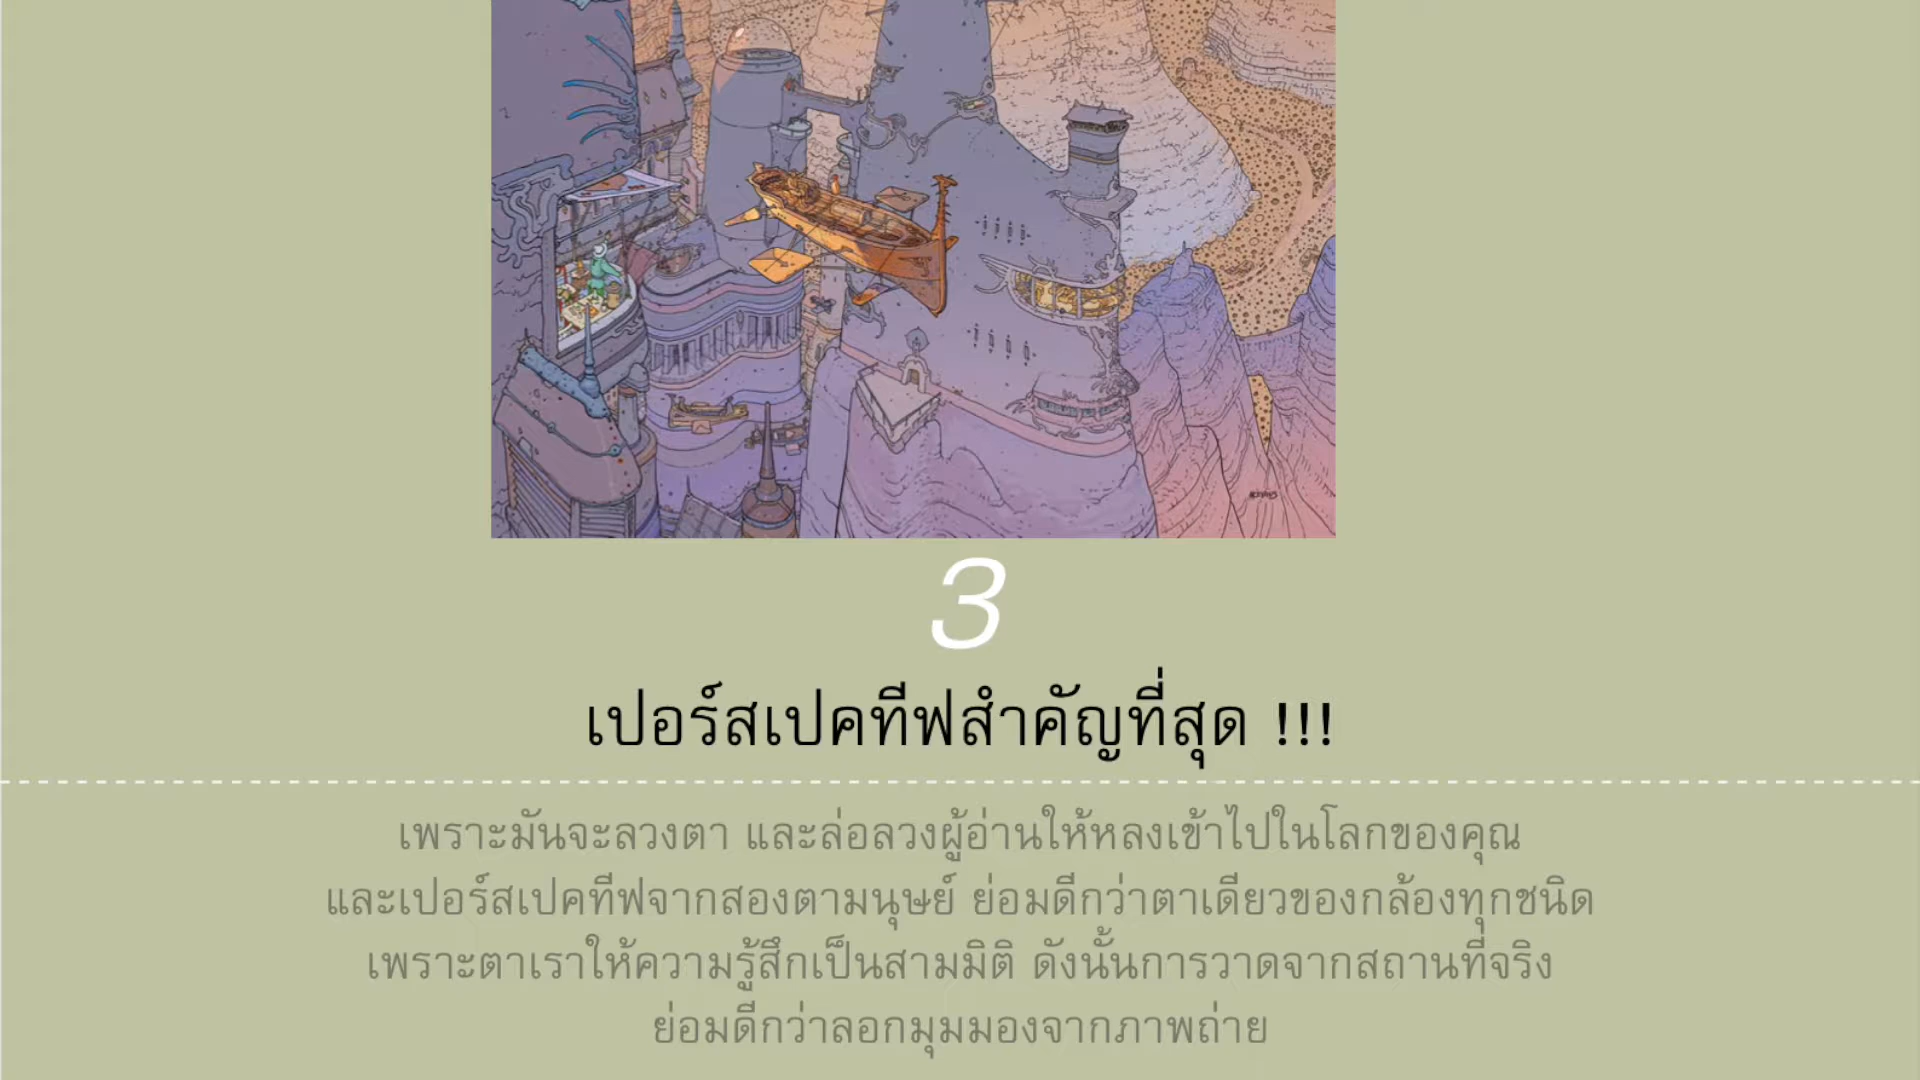 3
เปอร์สเปคทีฟสำคัญที่สุด !!!
เพราะมันจะลวงตา และล่อลวงผู้อ่านให้หลงเข้าไปในโลกของคุณ
และเปอร์สเปคทีฟจากสองตามนุษย์ ย่อมดีกว่าตาเดียวของกล้องทุกชนิด
เพราะตาเราให้ความรู้สึกเป็นสามมิติ ดังนั้นการวาดจากสถานที่จริง
ย่อมดีกว่าลอกมุมมองจากภาพถ่าย